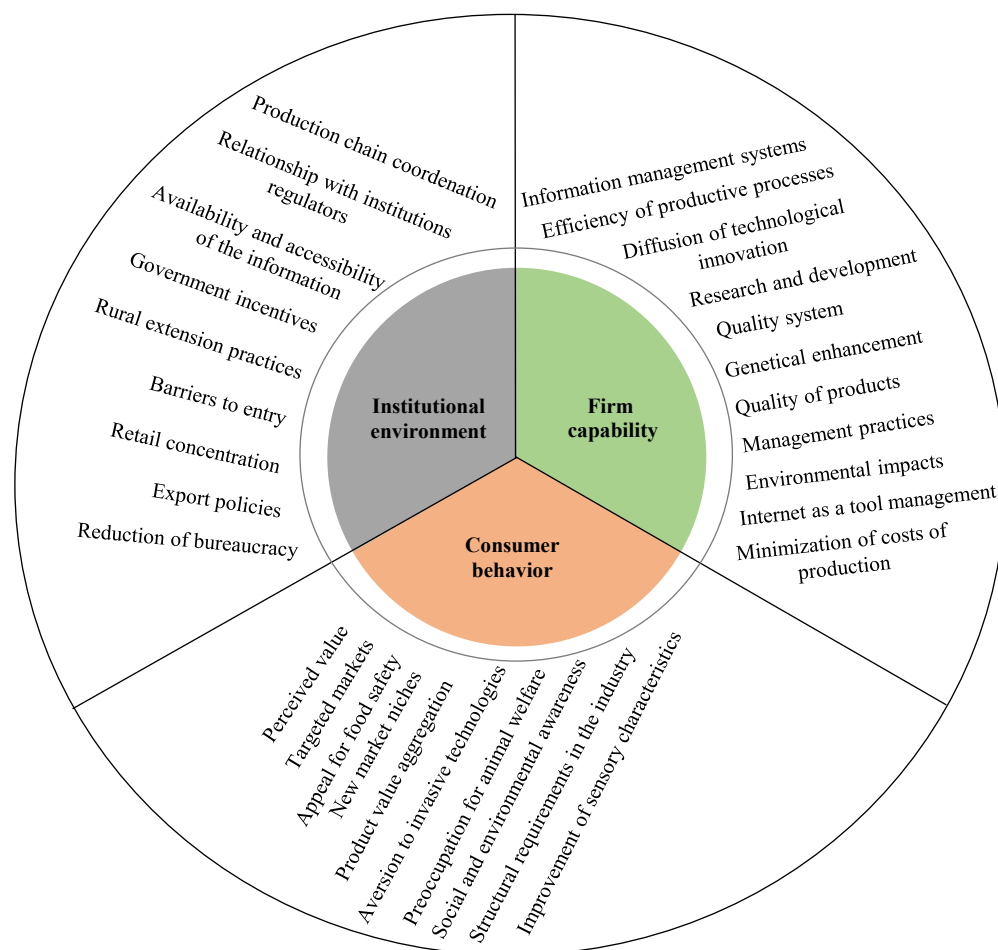 Production chain coordenation
Relationship with institutions
regulators
Availability and accessibility
of the information
Government incentives
Rural extension practices
Barriers to entry
Retail concentration
Export policies
Reduction of bureaucracy
Information management systems
Efficiency of productive processes
Diffusion of technological
innovation
Research and development
Quality system
Genetical enhancement
Quality of products
Management practices
Environmental impacts
Internet as a tool management
Minimization of costs of
production
Institutional
environment
Firm
capability
Consumer
behavior
Perceived value
Targeted markets
Appeal for food safety
New market niches
Product value aggregation
Aversion to invasive technologies
Preoccupation for animal welfare
Social and environmental awareness
Structural requirements in the industry
Improvement of sensory characteristics